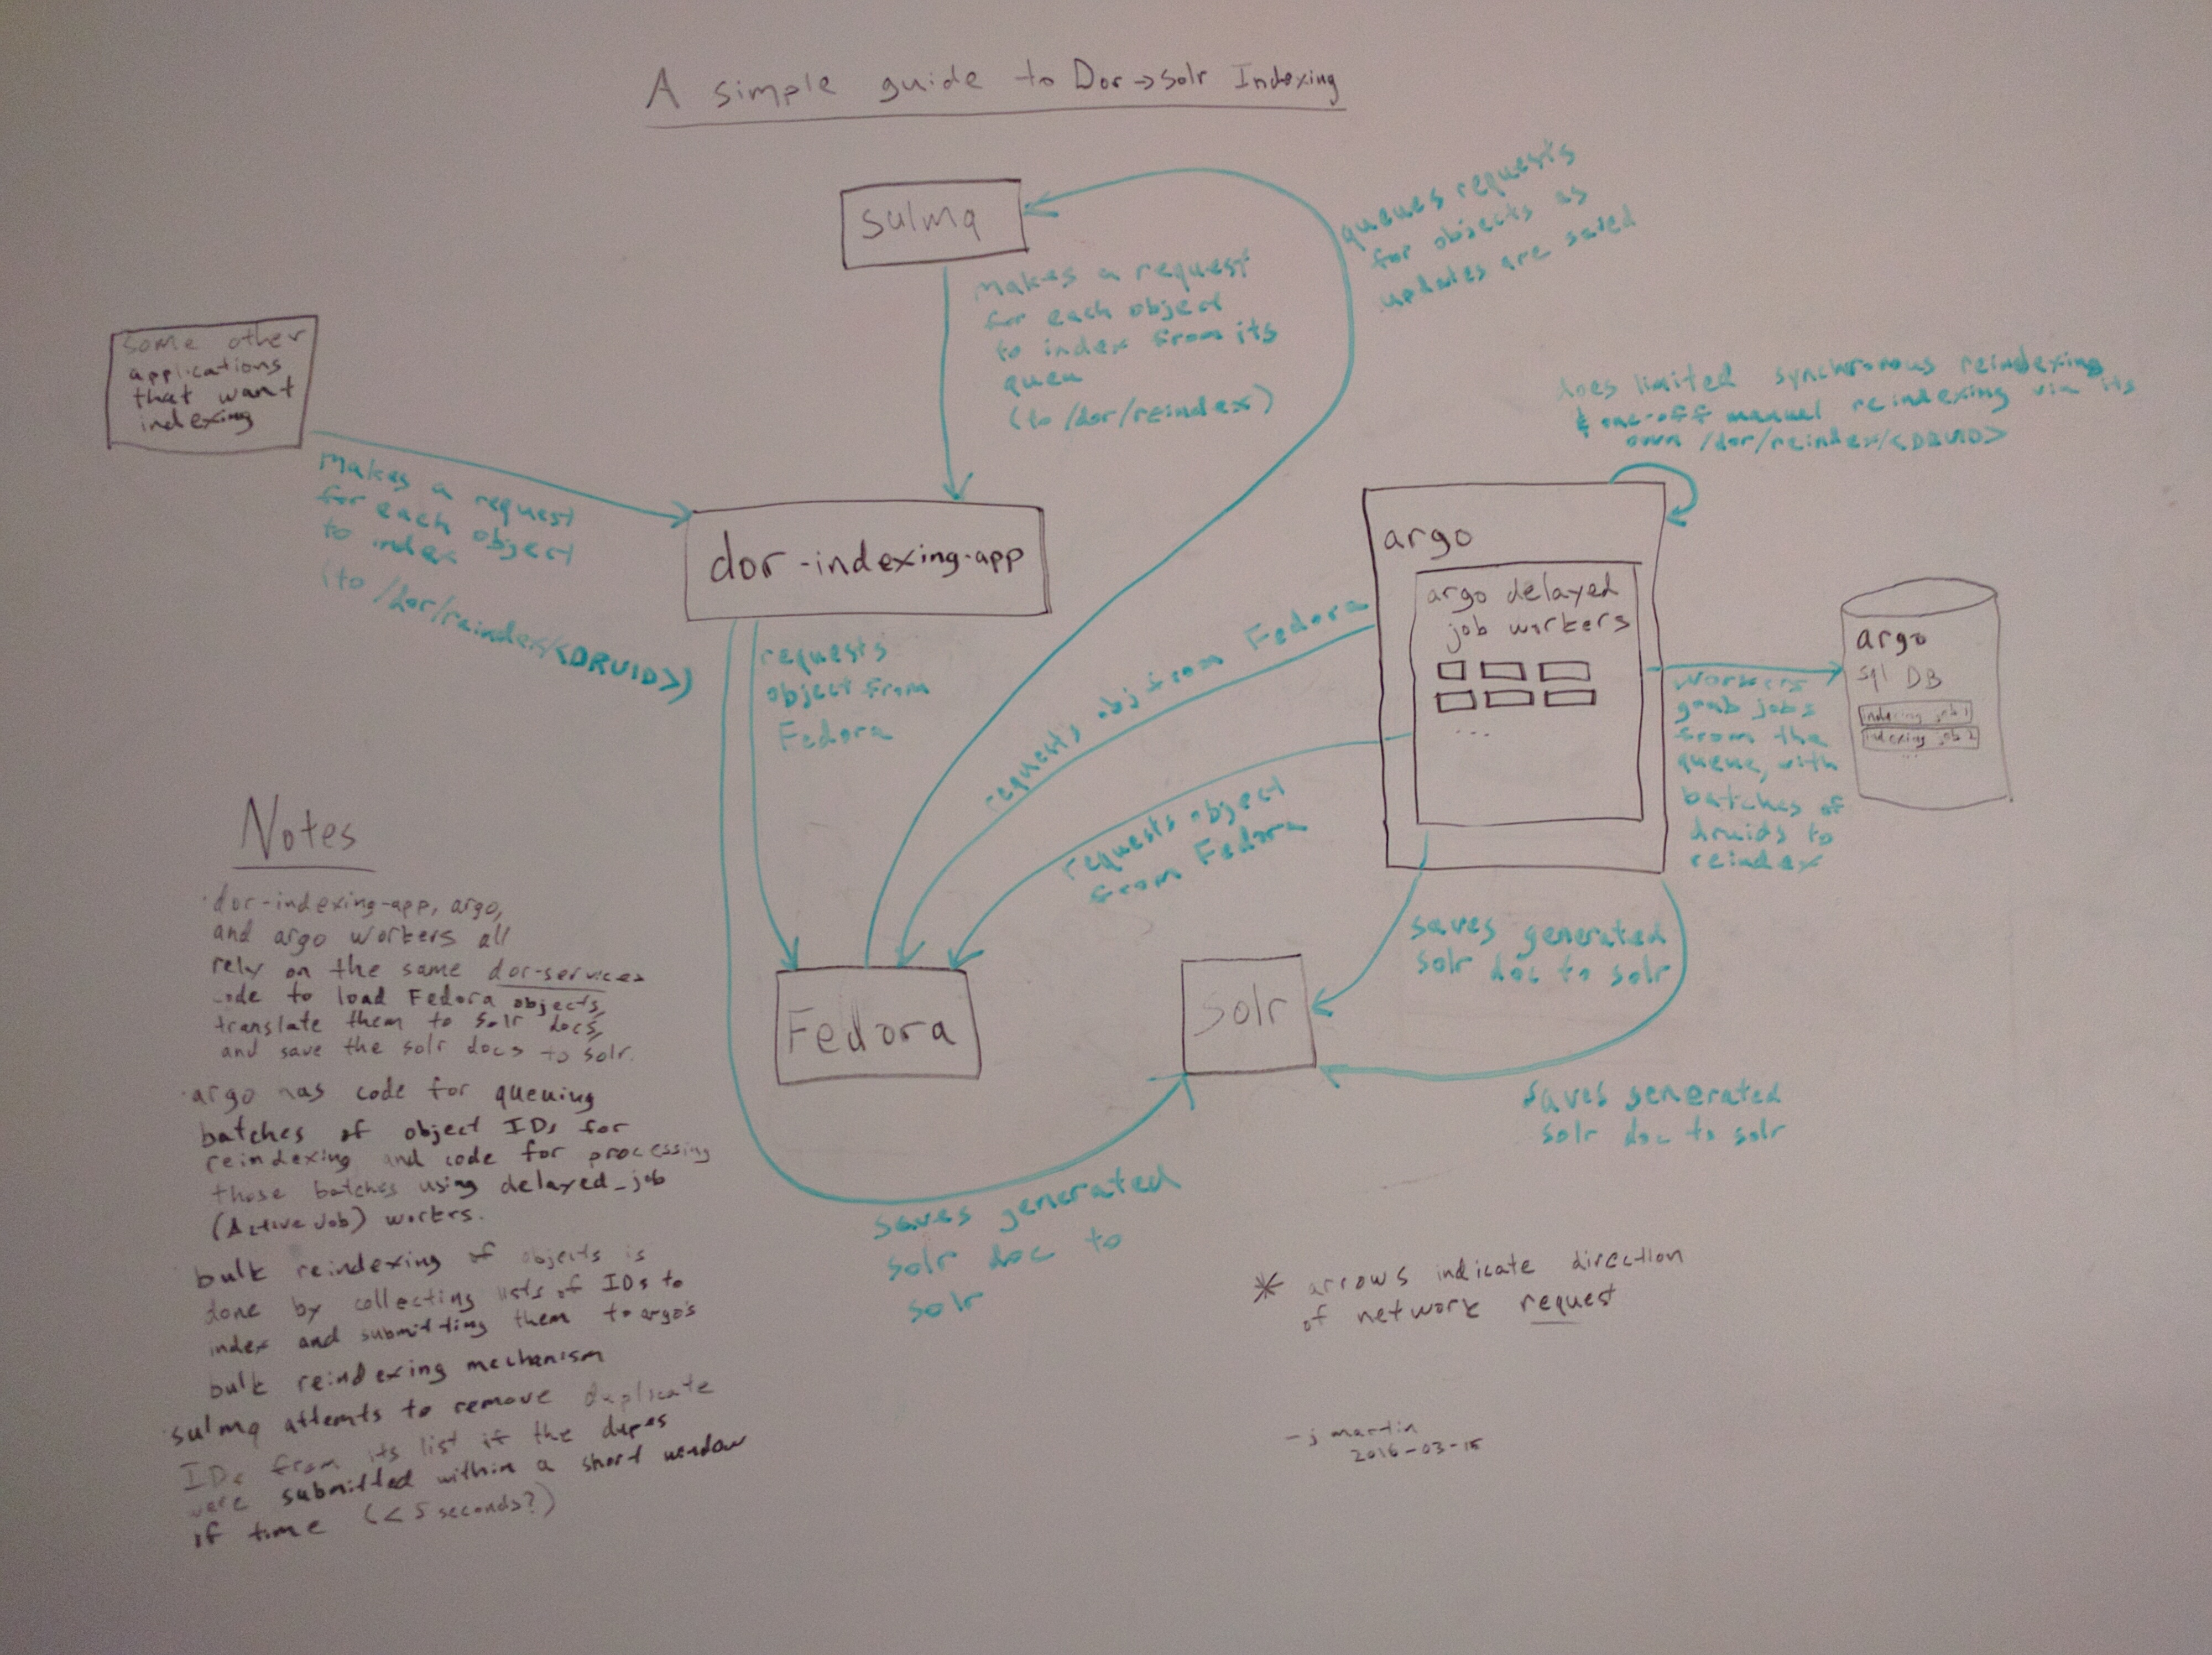 A simple guide to Dor → solr Indexing
sulmq
queues requests
for objects as
updates are saved
makes a request
for each object
to index from its
queu
(to /dor/reindex)
some other
applications
that want
indexing
makes a request
for each object
to index
(to /dor/reindex/<DRUID>)
does limited synchronous reindexing
& one-off manual reindexing via its
own /dor/reindex/<DRUID>
dor-indexing-app
argo
argo delayed
job workers
...
argo
sql DB
indexing job 1
indexing job 2
...
workers
grab jobs
from the
queue, with
batches of
druids to
reindex
requests
object from
Fedora
requests obj from Fedora
requests object
from Fedora
Fedora
solr
saves generated
solr doc to solr
saves generated
solr doc to solr
saves generated
solr doc to
solr
Notes
· dor-indexing-app, argo,
and argo workers all
rely on the same dor-services
code to load Fedora objects,
translate them to solr docs,
and save the solr docs to solr.
· argo has code for queuing
batches of object IDs for
reindexing and code for processing
those batches using delayed_job
(Active Job) workers.
bulk reindexing of objects is
done by collecting lists of IDs to
index and submitting them to argo's
bulk reindexing mechanism
· sulmq attemts to remove duplicate
IDs from its list if the dupes
were submitted within a short window
if time (< 5 seconds?)
* arrows indicate direction
of network request
- j martin
2016-03-15